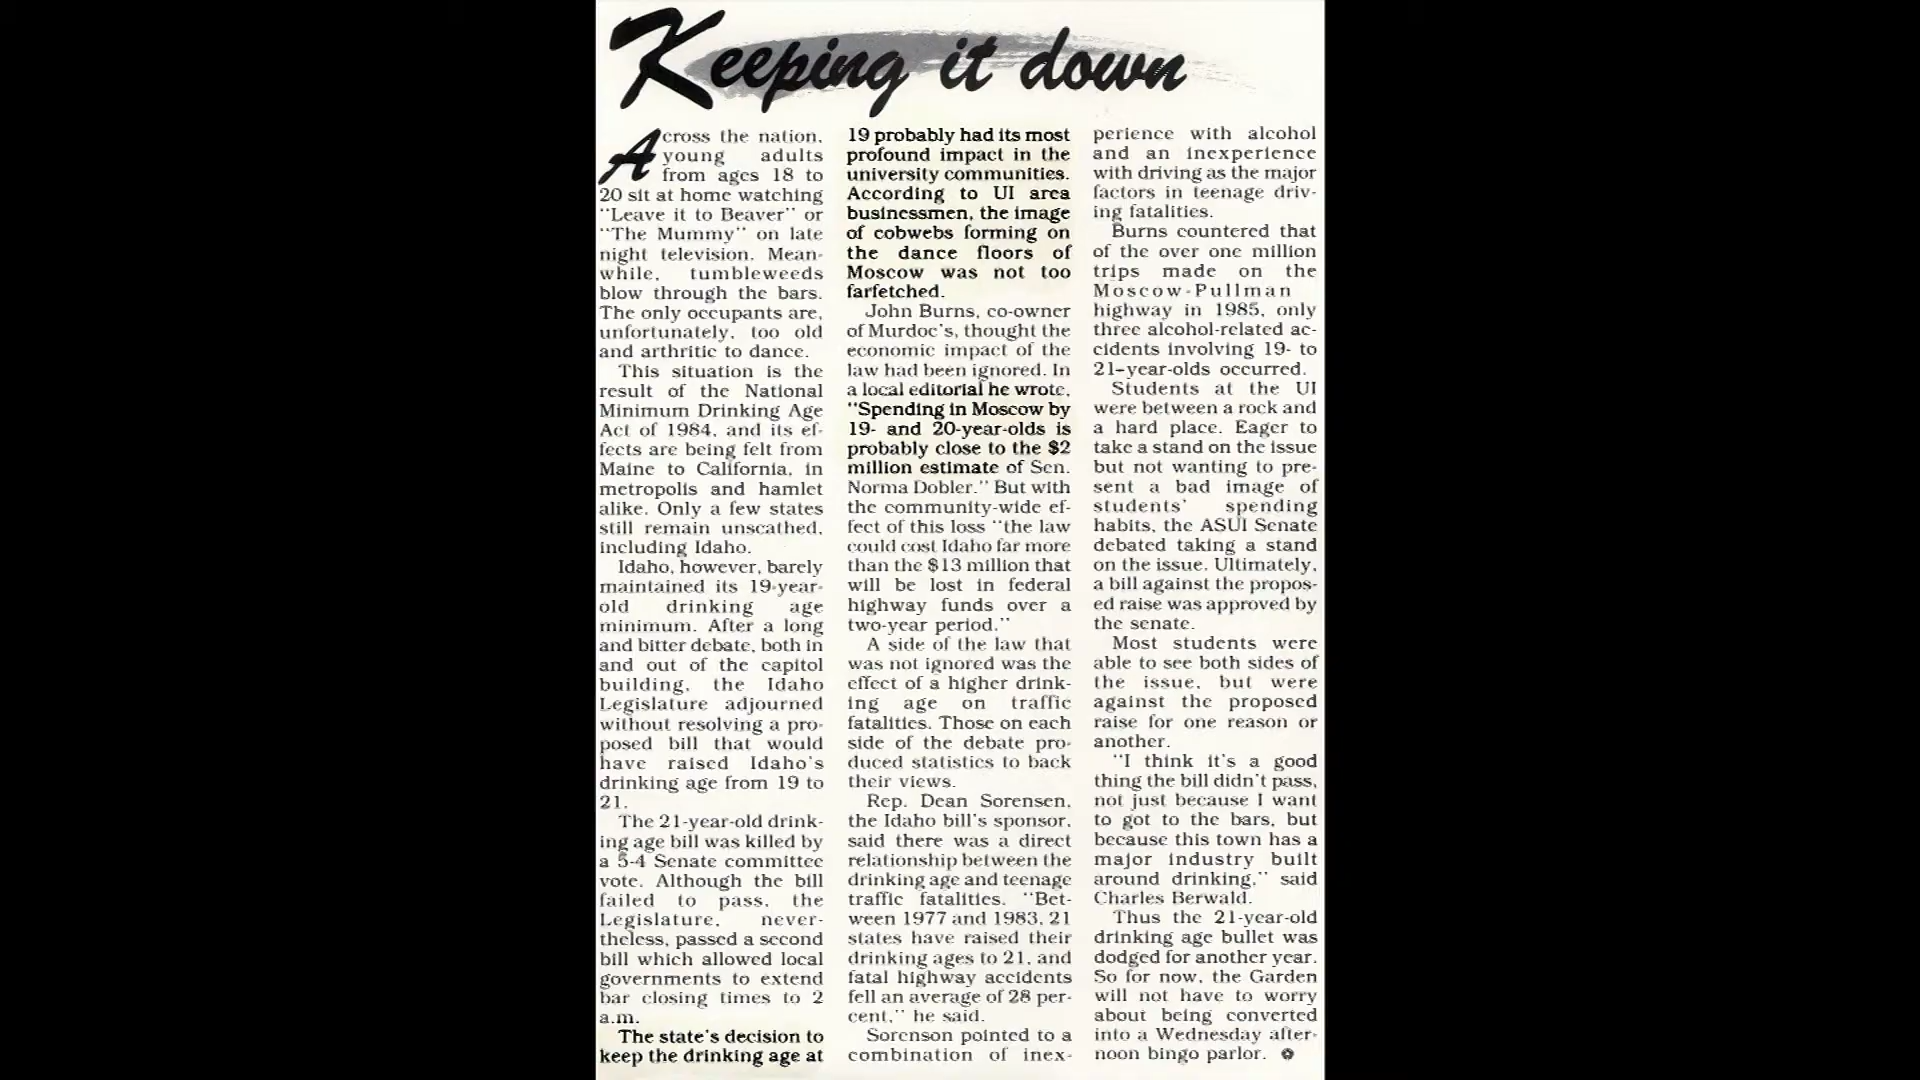 Keeping it down
Across the nation,
young adults
from ages 18 to
20 sit at home watching
"Leave it to Beaver" or
"The Mummy" on late
night television. Mean-
while, tumbleweeds
blow through the bars.
The only occupants are,
unfortunately, too old
and arthritic to dance.
This situation is the
result of the National
Minimum Drinking Age
Act of 1984, and its ef-
fects are being felt from
Maine to California, in
metropolis and hamlet
alike. Only a few states
still remain unscathed,
including Idaho.
Idaho, however, barely
maintained its 19-year-
old drinking age
minimum. After a long
and bitter debate, both in
and out of the capitol
building, the Idaho
Legislature adjourned
without resolving a pro-
posed bill that would
have raised Idaho's
drinking age from 19 to
21.
The 21-year-old drink-
ing age bill was killed by
a 5-4 Senate committee
vote. Although the bill
failed to pass, the
Legislature, never-
theless, passed a second
bill which allowed local
governments to extend
bar closing times to 2
a.m.
The state's decision to
keep the drinking age at
19 probably had its most
profound impact in the
university communities.
According to UI area
businessmen, the image
of cobwebs forming on
the dance floors of
Moscow was not too
farfetched.
John Burns, co-owner
of Murdoc's, thought the
economic impact of the
law had been ignored. In
a local editorial he wrote,
"Spending in Moscow by
19- and 20-year-olds is
probably close to the $2
million estimate of Sen.
Norma Dobler." But with
the community-wide ef-
fect of this loss "the law
could cost Idaho far more
than the $13 million that
will be lost in federal
highway funds over a
two-year period."
A side of the law that
was not ignored was the
effect of a higher drink-
ing age on traffic
fatalities. Those on each
side of the debate pro-
duced statistics to back
their views.
Rep. Dean Sorensen,
the Idaho bill's sponsor,
said there was a direct
relationship between the
drinking age and teenage
traffic fatalities. "Bet-
ween 1977 and 1983, 21
states have raised their
drinking ages to 21, and
fatal highway accidents
fell an average of 28 per-
cent," he said.
Sorenson pointed to a
combination of inex-
perience with alcohol
and an inexperience
with driving as the major
factors in teenage driv-
ing fatalities.
Burns countered that
of the over one million
trips made on the
Moscow-Pullman
highway in 1985, only
three alcohol-related ac-
cidents involving 19- to
21-year-olds occurred.
Students at the UI
were between a rock and
a hard place. Eager to
take a stand on the issue
but not wanting to pre-
sent a bad image of
students' spending
habits, the ASUI Senate
debated taking a stand
on the issue. Ultimately,
a bill against the propos-
ed raise was approved by
the senate.
Most students were
able to see both sides of
the issue, but were
against the proposed
raise for one reason or
another.
"I think it's a good
thing the bill didn't pass,
not just because I want
to got to the bars, but
because this town has a
major industry built
around drinking," said
Charles Berwald.
Thus the 21-year-old
drinking age bullet was
dodged for another year.
So for now, the Garden
will not have to worry
about being converted
into a Wednesday after-
noon bingo parlor.